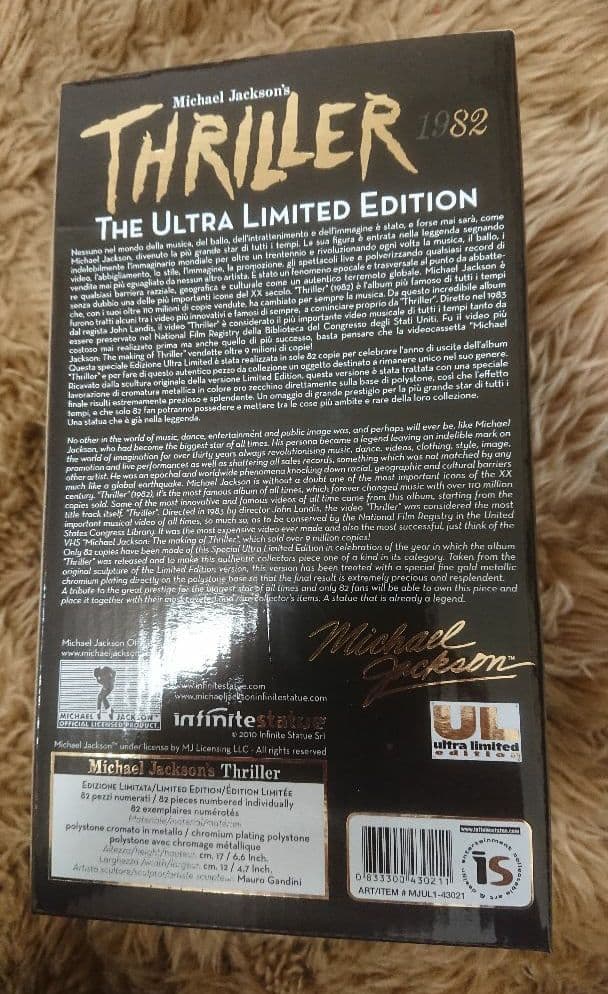 Michael Jackson's
THRILLER 1982
THE ULTRA LIMITED EDITION
Nessuno nel mondo della musica, del ballo, dell'intrattenimento e dell'immagine è stato, e forse mai sarà, come
Michael Jackson, divenuto la più grande star di tutti i tempi. La sua figura è entrata nella leggenda segnando
indelebilmente l'immaginario mondiale per oltre un trentennio e rivoluzionando ogni volta la musica, il ballo, i
video, l'abbigliamento, lo stile, l'immagine, la promozione, gli spettacoli live e polverizzando qualsiasi record di
vendite mai più eguagliato da nessun altro artista. È stato un fenomeno epocale e trasversale al punto da abbatte-
re qualsiasi barriera razziale, geografica e culturale come un autentico terremoto globale. Michael Jackson è
senza dubbio una delle più importanti icone del XX secolo. "Thriller" (1982) è l'album più famoso di tutti i tempi
che, con i suoi oltre 110 milioni di copie vendute, ha cambiato per sempre la musica. Da questo incredibile album
furono tratti alcuni tra i video più innovativi e famosi di sempre, a cominciare proprio da "Thriller". Diretto nel 1983
dal regista John Landis, il video "Thriller" è considerato il più importante video musicale di tutti i tempi tanto da
essere preservato nel National Film Registry dalla Biblioteca del Congresso degli Stati Uniti. Fu il video più
costoso mai realizzato prima ma anche quello di più successo, basta pensare che la videocassetta "Michael
Jackson: The making of Thriller" vendette oltre 9 milioni di copie!
Questa speciale Edizione Ultra Limited è stata realizzata in sole 82 copie per celebrare l'anno di uscita dell'album
"Thriller" e per fare di questo autentico pezzo da collezione un oggetto destinato a rimanere unico nel suo genere.
Ricavato dalla scultura originale della versione Limited Edition, questa versione è stata trattata con una speciale
lavorazione di cromatura metallica in colore oro zecchino direttamente sulla base di polystone, così che l'effetto
finale risulti estremamente prezioso e splendente. Un omaggio di grande prestigio per la più grande star di tutti i
tempi, e che solo 82 fan potranno possedere e mettere tra le cose più ambite e rare della loro collezione.
Una statua che è già nella leggenda.
No other in the world of music, dance, entertainment and public image was, and perhaps will ever be, like Michael
Jackson, who had become the biggest star of all times. His persona became a legend leaving an indelible mark on
the world of imagination for over thirty years always revolutionising music, dance, videos, clothing, style, image,
promotion and live performances as well as shattering all sales records, something which was not matched by any
other artist. He was an epochal and worldwide phenomena knocking down racial, geographic and cultural barriers
much like a global earthquake. Michael Jackson is without a doubt one of the most important icons of the XX
century. "Thriller" (1982), it's the most famous album of all times, which forever changed music with over 110 million
copies sold. Some of the most innovative and famous videos of all time came from this album, starting from the
title track itself, "Thriller". Directed in 1983 by director John Landis, the video "Thriller" was considered the most
important musical video of all times, so much so, as to be conserved by the National Film Registry in the United
States Congress Library. It was the most expensive video ever made and also the most successful, just think of the
VHS "Michael Jackson: The making of Thriller", which sold over 9 million copies!
Only 82 copies have been made of this Special Ultra Limited Edition in celebration of the year in which the album
"Thriller" was released and to make this authentic collectors piece one of a kind in its category. Taken from the
original sculpture of the Limited Edition version, this version has been treated with a special fine gold metallic
chromium plating directly on the polystone base so that the final result is extremely precious and resplendent.
A tribute to the great prestige for the biggest star of all times and only 82 fans will be able to own this piece and
place it together with their most coveted and rare collector's items. A statue that is already a legend.
Michael Jackson
www.michaeljackson
Michael Jackson™
www.infinitestatue.com
www.michaeljacksoninfinitestatue.com
MICHAEL JACKSON
OFFICIAL LICENSED PRODUCT
infinitestatue
© 2010 Infinite Statue Srl
UL
ultra limited
edition
Michael Jackson™ under license by MJ Licensing LLC - All rights reserved
Michael Jackson's Thriller
EDIZIONE LIMITATA/LIMITED EDITION/ÉDITION LIMITÉE
82 pezzi numerati / 82 pieces numbered individually
82 exemplaires numérotés
Materiale/material/materiau:
polystone cromato in metallo / chromium plating polystone
polystone avec chromage métallique
Altezza/height/hauteur: cm. 17 / 6,6 Inch.
Larghezza /width/largeur: cm. 12 / 4,7 Inch.
Artista scultore/sculptor/artiste sculpteur: Mauro Gandini
0 833300 430211
ART/ITEM # MJUL1-43021
www.infinitestatue.com
entertainment collectable art & design
iS